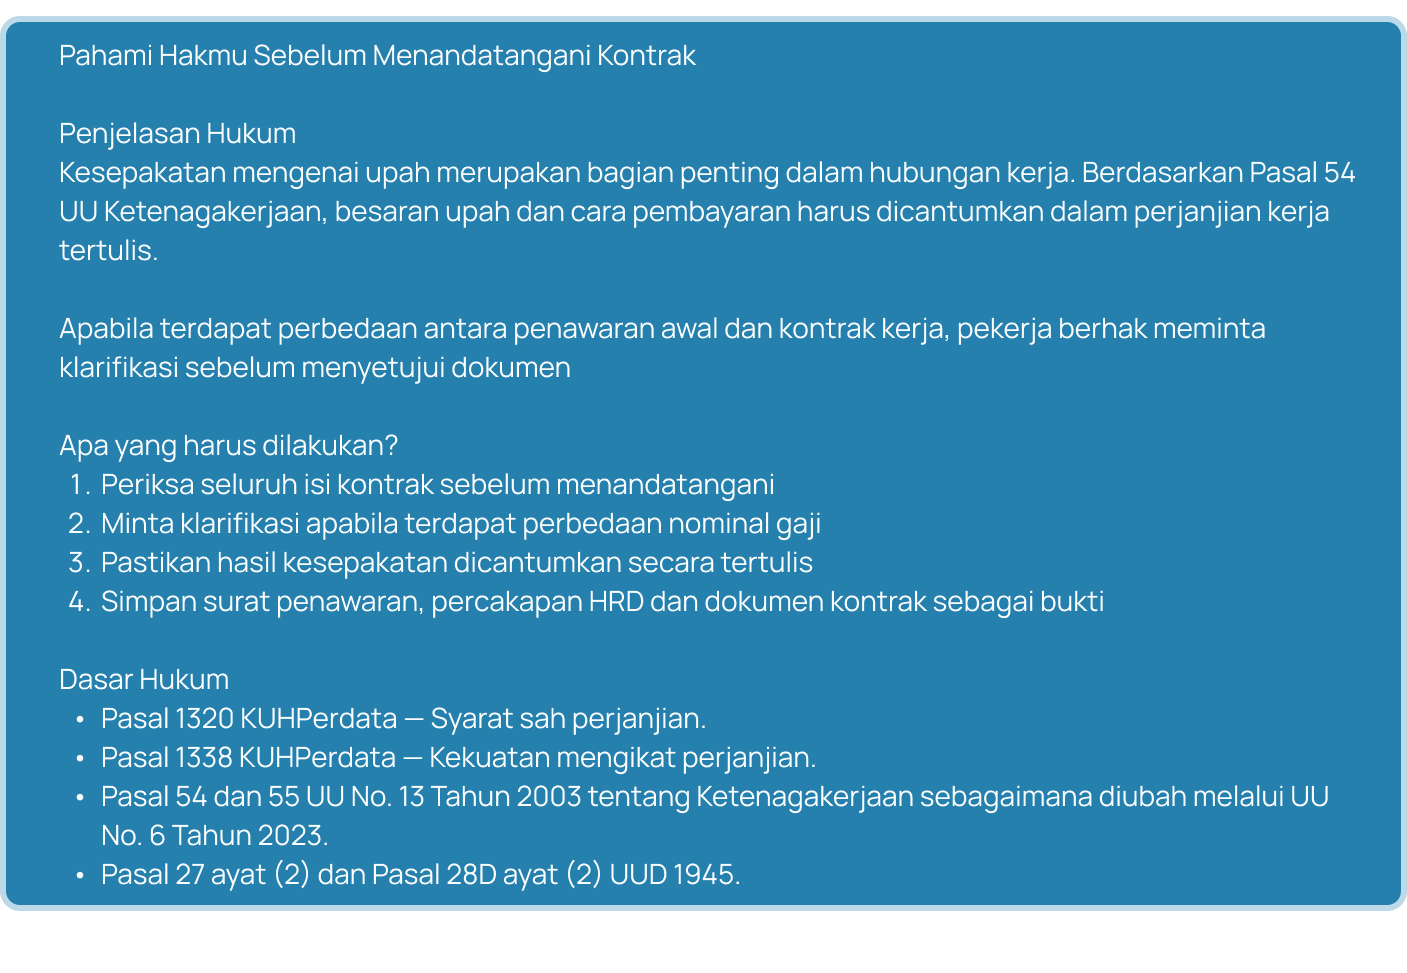 Pahami Hakmu Sebelum Menandatangani Kontrak
Penjelasan Hukum
Kesepakatan mengenai upah merupakan bagian penting dalam hubungan kerja. Berdasarkan Pasal 54
UU Ketenagakerjaan, besaran upah dan cara pembayaran harus dicantumkan dalam perjanjian kerja
tertulis.
Apabila terdapat perbedaan antara penawaran awal dan kontrak kerja, pekerja berhak meminta
klarifikasi sebelum menyetujui dokumen
Apa yang harus dilakukan?
1. Periksa seluruh isi kontrak sebelum menandatangani
2. Minta klarifikasi apabila terdapat perbedaan nominal gaji
3. Pastikan hasil kesepakatan dicantumkan secara tertulis
4. Simpan surat penawaran, percakapan HRD dan dokumen kontrak sebagai bukti
Dasar Hukum
• Pasal 1320 KUHPerdata — Syarat sah perjanjian.
• Pasal 1338 KUHPerdata — Kekuatan mengikat perjanjian.
• Pasal 54 dan 55 UU No. 13 Tahun 2003 tentang Ketenagakerjaan sebagaimana diubah melalui UU
No. 6 Tahun 2023.
• Pasal 27 ayat (2) dan Pasal 28D ayat (2) UUD 1945.